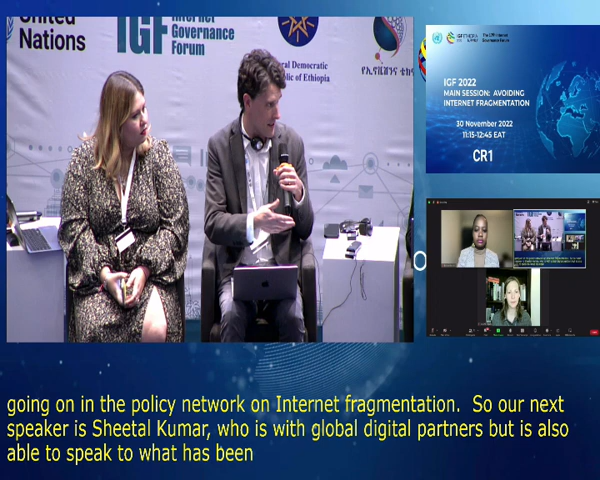 United
Nations
IGF
Internet
Governance
Forum
eral Democratic
blic of Ethiopia
IGF 2022
MAIN SESSION: AVOIDING
INTERNET FRAGMENTATION
30 November 2022
11:15-12:45 EAT
CR1
going on in the policy network on Internet fragmentation. So our next
speaker is Sheetal Kumar, who is with global digital partners but is also
able to speak to what has been